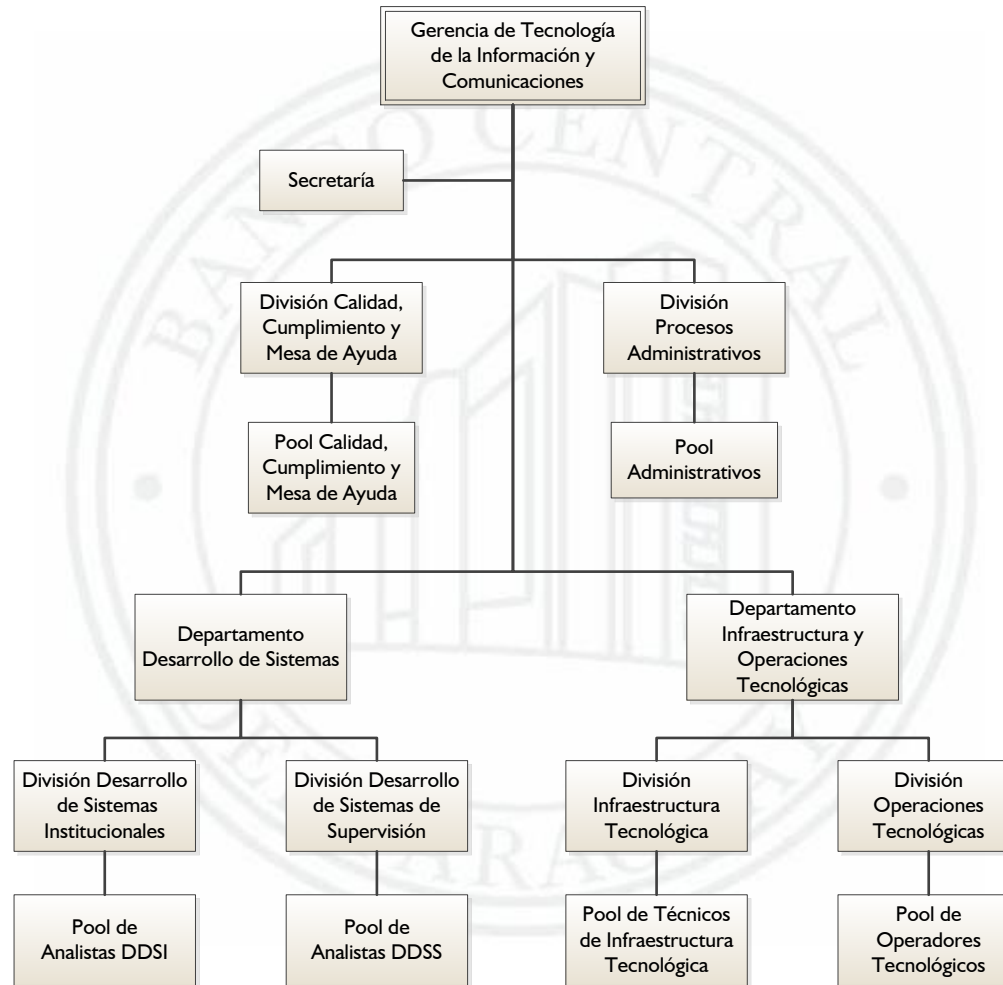 Gerencia de Tecnología
de la Información y
Comunicaciones
Secretaría
División Calidad,
Cumplimiento y
Mesa de Ayuda
División
Procesos
Administrativos
Pool Calidad,
Cumplimiento y
Mesa de Ayuda
Pool
Administrativos
Departamento
Desarrollo de Sistemas
Departamento
Infraestructura y
Operaciones
Tecnológicas
División Desarrollo
de Sistemas
Institucionales
División Desarrollo
de Sistemas de
Supervisión
División
Infraestructura
Tecnológica
División
Operaciones
Tecnológicas
Pool de
Analistas DDSI
Pool de
Analistas DDSS
Pool de Técnicos
de Infraestructura
Tecnológica
Pool de
Operadores
Tecnológicos
BANCO CENTRAL